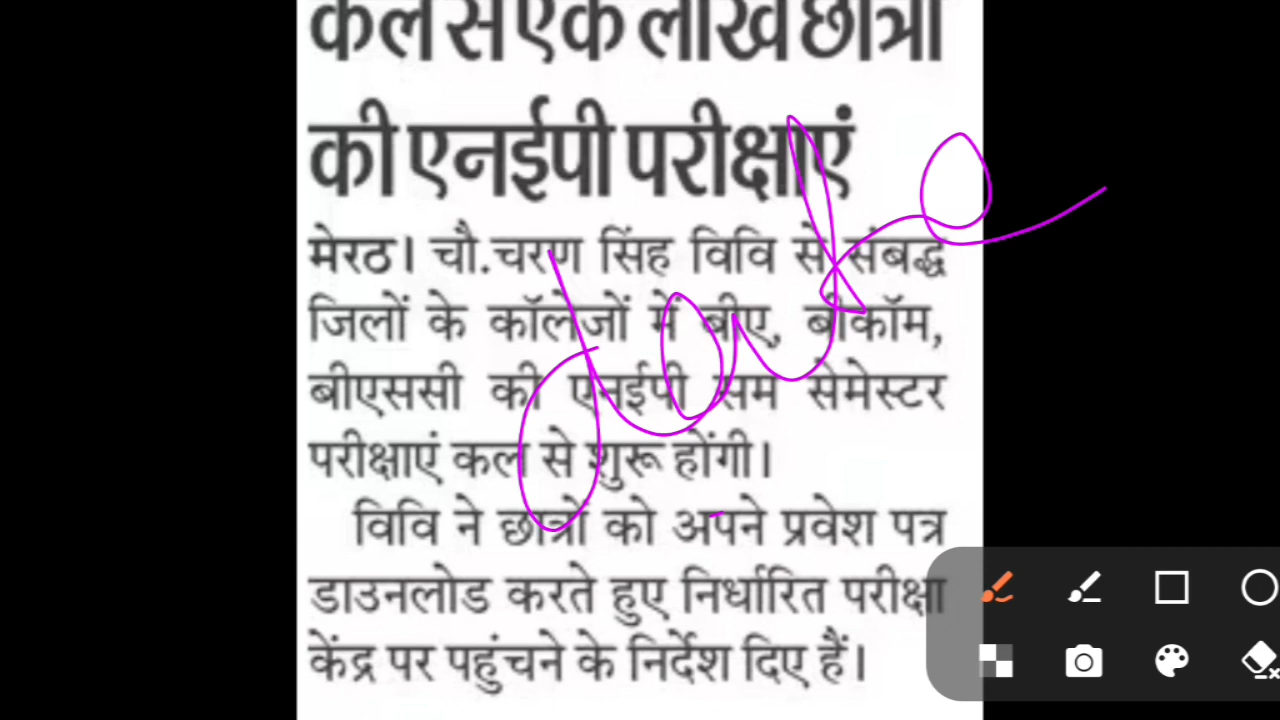 कल से एक लाख छात्रों
की एनईपी परीक्षाएं
मेरठ। चौ.चरण सिंह विवि से संबद्ध
जिलों के कॉलेजों में बीए, बीकॉम,
बीएससी की एनईपी सम सेमेस्टर
परीक्षाएं कल से शुरू होंगी।
विवि ने छात्रों को अपने प्रवेश पत्र
डाउनलोड करते हुए निर्धारित परीक्षा
केंद्र पर पहुंचने के निर्देश दिए हैं।